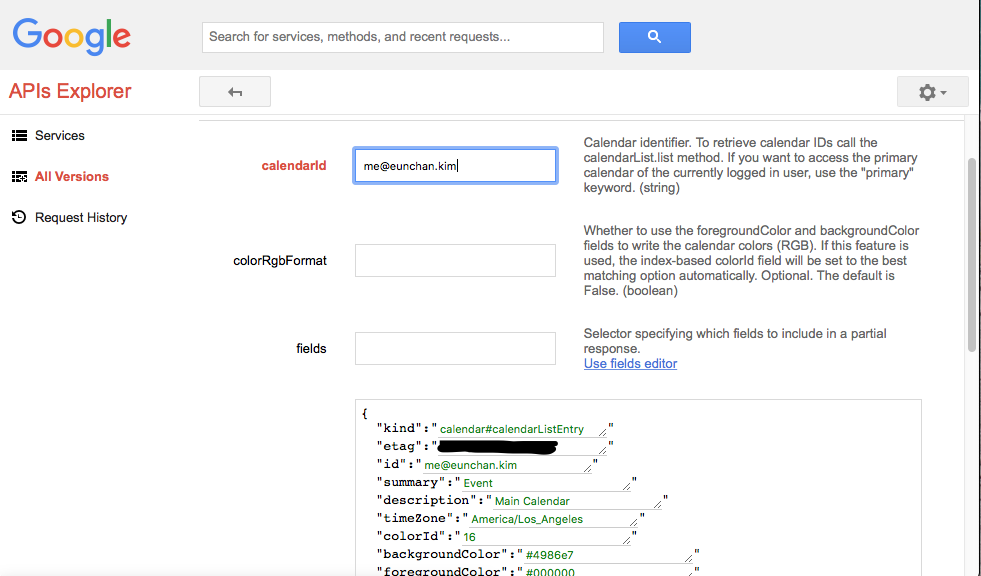 Google
Search for services, methods, and recent requests...
APIs Explorer
Services
All Versions
Request History
calendarId
me@eunchan.kim
Calendar identifier. To retrieve calendar IDs call the
calendarList.list method. If you want to access the primary
calendar of the currently logged in user, use the "primary"
keyword. (string)
colorRgbFormat
Whether to use the foregroundColor and backgroundColor
fields to write the calendar colors (RGB). If this feature is
used, the index-based colorId field will be set to the best
matching option automatically. Optional. The default is
False. (boolean)
fields
Selector specifying which fields to include in a partial
response.
Use fields editor
{
"kind":"calendar#calendarListEntry"
"etag":""
"id":"me@eunchan.kim"
"summary":"Event"
"description":"Main Calendar"
"timeZone":"America/Los_Angeles"
"colorId":"16"
"backgroundColor":"#4986e7"
"foregroundColor":"#000000"